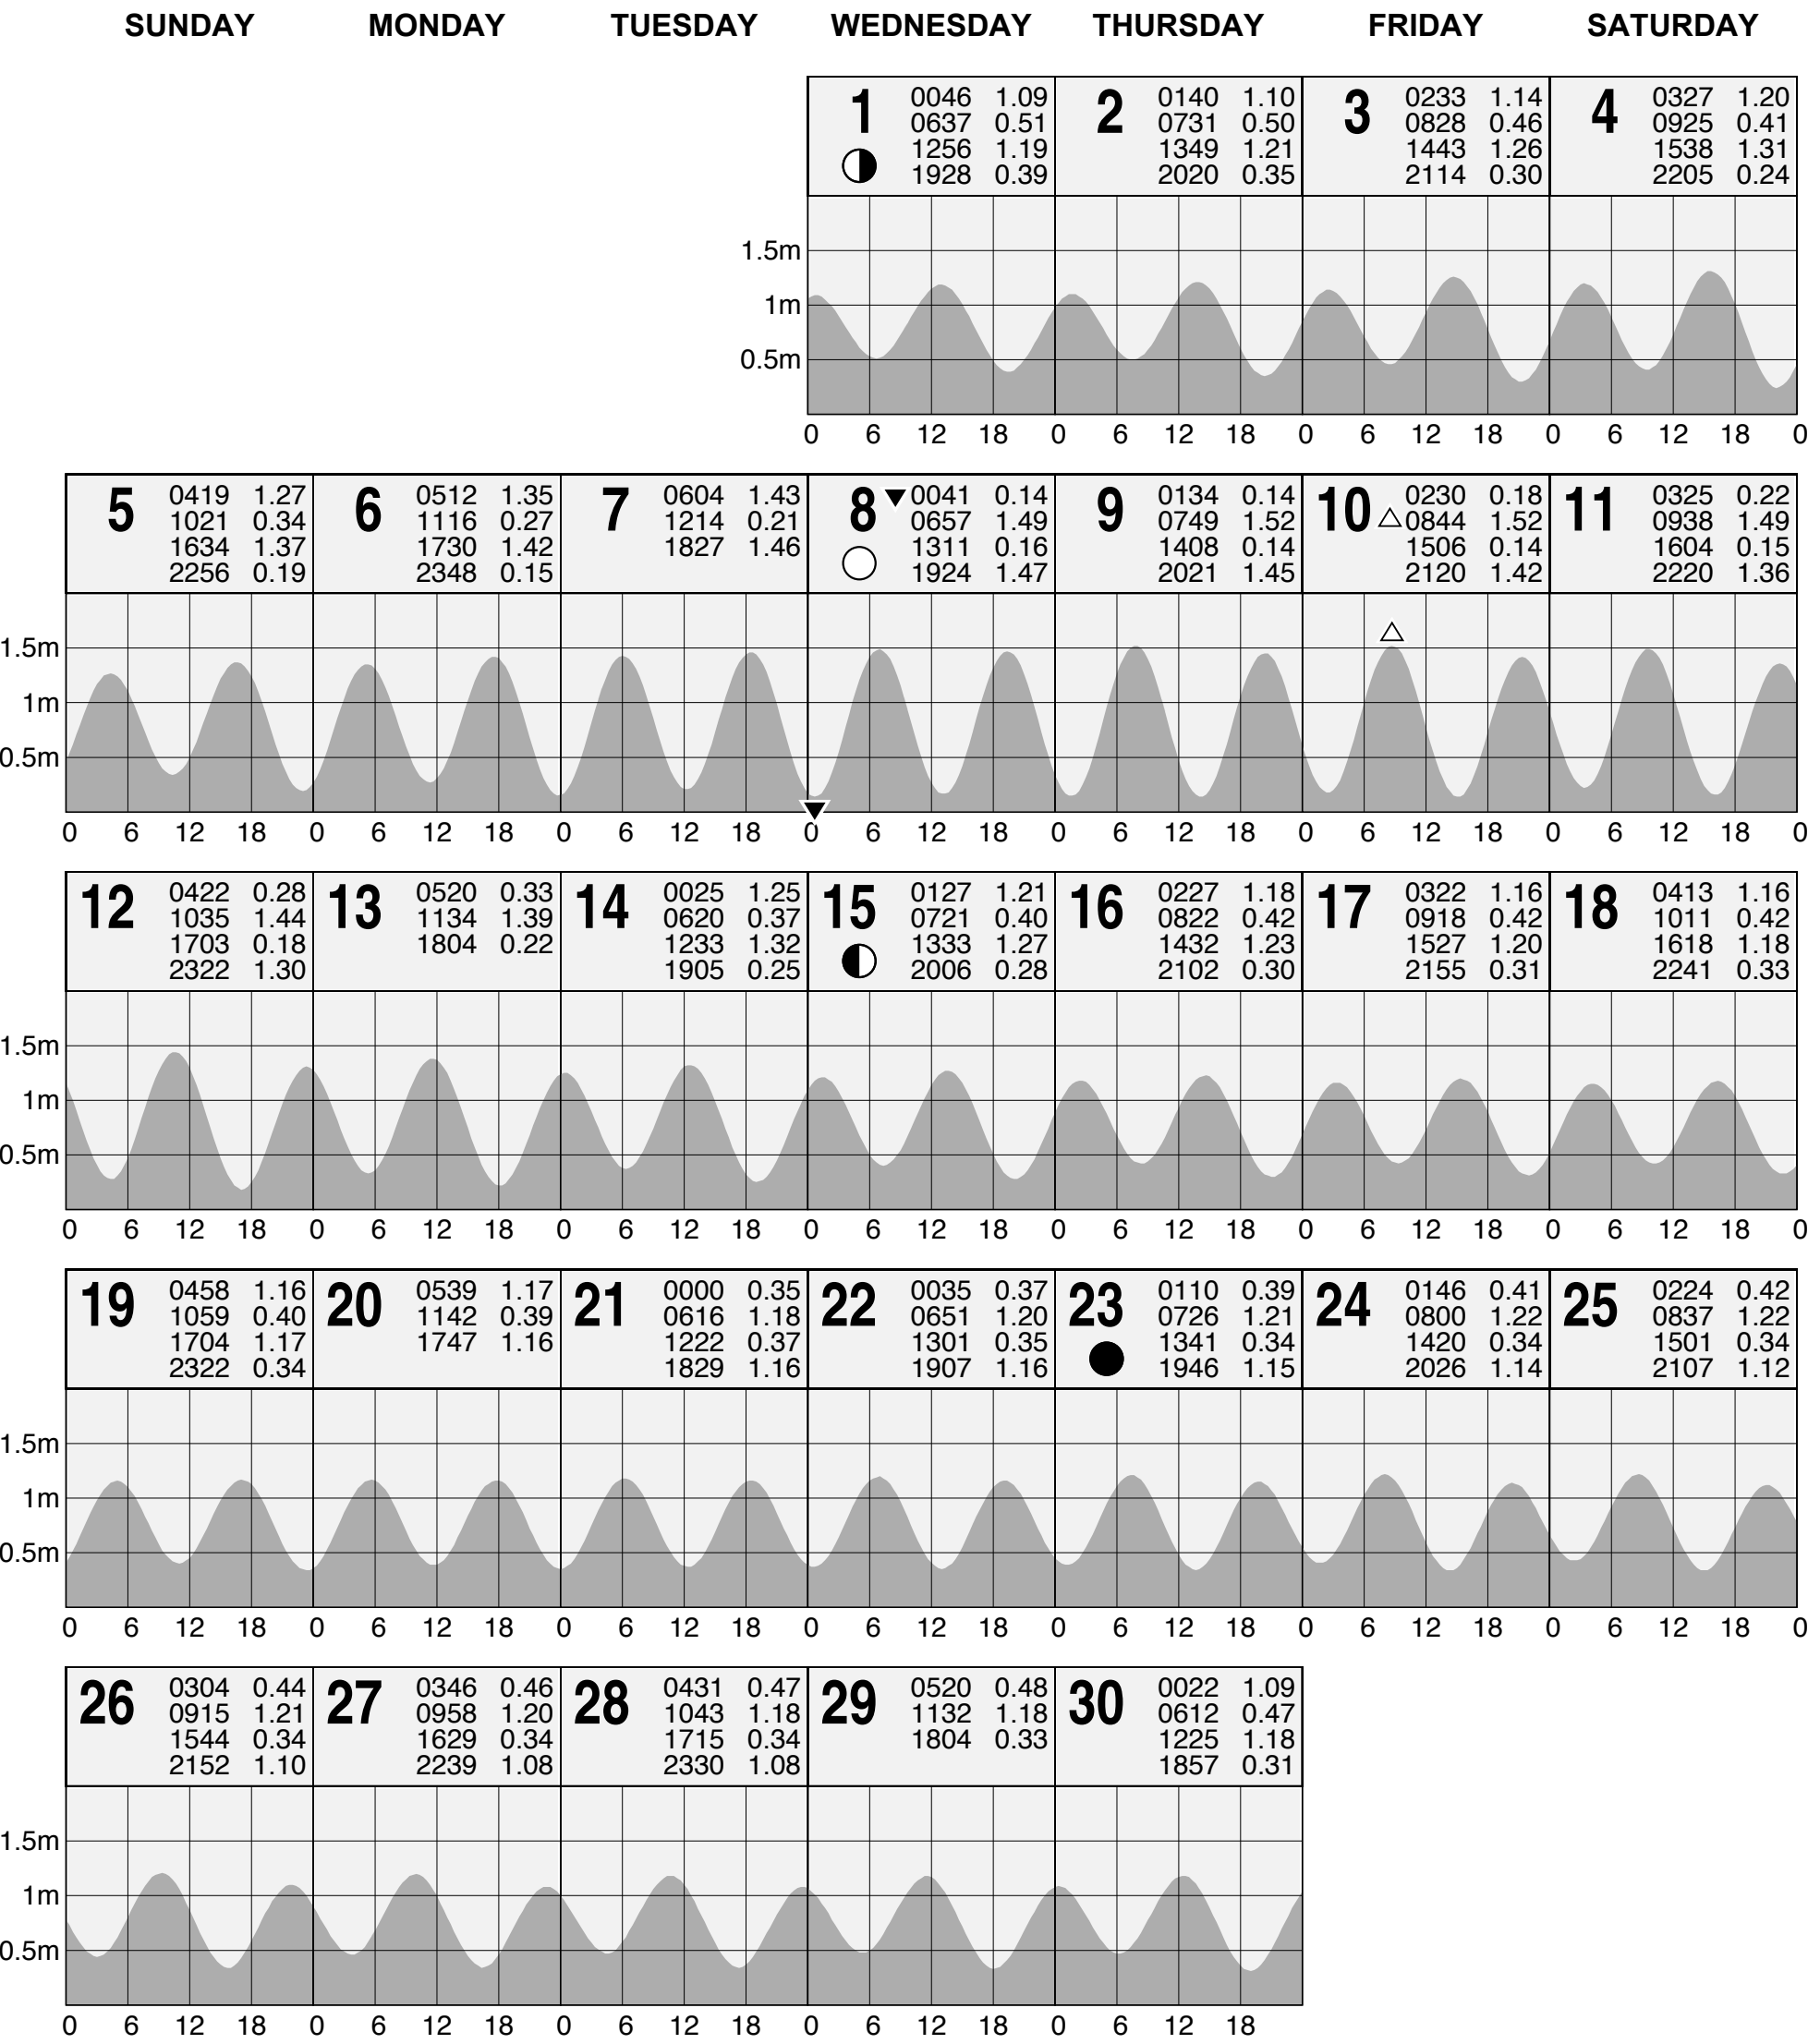 SUNDAY MONDAY TUESDAY WEDNESDAY THURSDAY FRIDAY SATURDAY
1 0046 1.09 2 0140 1.10 3 0233 1.14 4 0327 1.20
0637 0.51 0731 0.50 0828 0.46 0925 0.41
1256 1.19 1349 1.21 1443 1.26 1538 1.31
1928 0.39 2020 0.35 2114 0.30 2205 0.24
1.5m
1m
0.5m
0 6 12 18 0 6 12 18 0 6 12 18 0 6 12 18 0
5 0419 1.27 6 0512 1.35 7 0604 1.43 8 0041 0.14 9 0134 0.14 10 0230 0.18 11 0325 0.22
1021 0.34 1116 0.27 1214 0.21 0657 1.49 0749 1.52 0844 1.52 0938 1.49
1634 1.37 1730 1.42 1827 1.46 1311 0.16 1408 0.14 1506 0.14 1604 0.15
2256 0.19 2348 0.15 1924 1.47 2021 1.45 2120 1.42 2220 1.36
1.5m
1m
0.5m
0 6 12 18 0 6 12 18 0 6 12 18 0 6 12 18 0 6 12 18 0 6 12 18 0 6 12 18 0
12 0422 0.28 13 0520 0.33 14 0025 1.25 15 0127 1.21 16 0227 1.18 17 0322 1.16 18 0413 1.16
1035 1.44 1134 1.39 0620 0.37 0721 0.40 0822 0.42 0918 0.42 1011 0.42
1703 0.18 1804 0.22 1233 1.32 1333 1.27 1432 1.23 1527 1.20 1618 1.18
2322 1.30 1905 0.25 2006 0.28 2102 0.30 2155 0.31 2241 0.33
1.5m
1m
0.5m
0 6 12 18 0 6 12 18 0 6 12 18 0 6 12 18 0 6 12 18 0 6 12 18 0 6 12 18 0
19 0458 1.16 20 0539 1.17 21 0000 0.35 22 0035 0.37 23 0110 0.39 24 0146 0.41 25 0224 0.42
1059 0.40 1142 0.39 0616 1.18 0651 1.20 0726 1.21 0800 1.22 0837 1.22
1704 1.17 1747 1.16 1222 0.37 1301 0.35 1341 0.34 1420 0.34 1501 0.34
2322 0.34 1829 1.16 1907 1.16 1946 1.15 2026 1.14 2107 1.12
1.5m
1m
0.5m
0 6 12 18 0 6 12 18 0 6 12 18 0 6 12 18 0 6 12 18 0 6 12 18 0 6 12 18 0
26 0304 0.44 27 0346 0.46 28 0431 0.47 29 0520 0.48 30 0022 1.09
0915 1.21 0958 1.20 1043 1.18 1132 1.18 0612 0.47
1544 0.34 1629 0.34 1715 0.34 1804 0.33 1225 1.18
2152 1.10 2239 1.08 2330 1.08 1857 0.31
1.5m
1m
0.5m
0 6 12 18 0 6 12 18 0 6 12 18 0 6 12 18 0 6 12 18